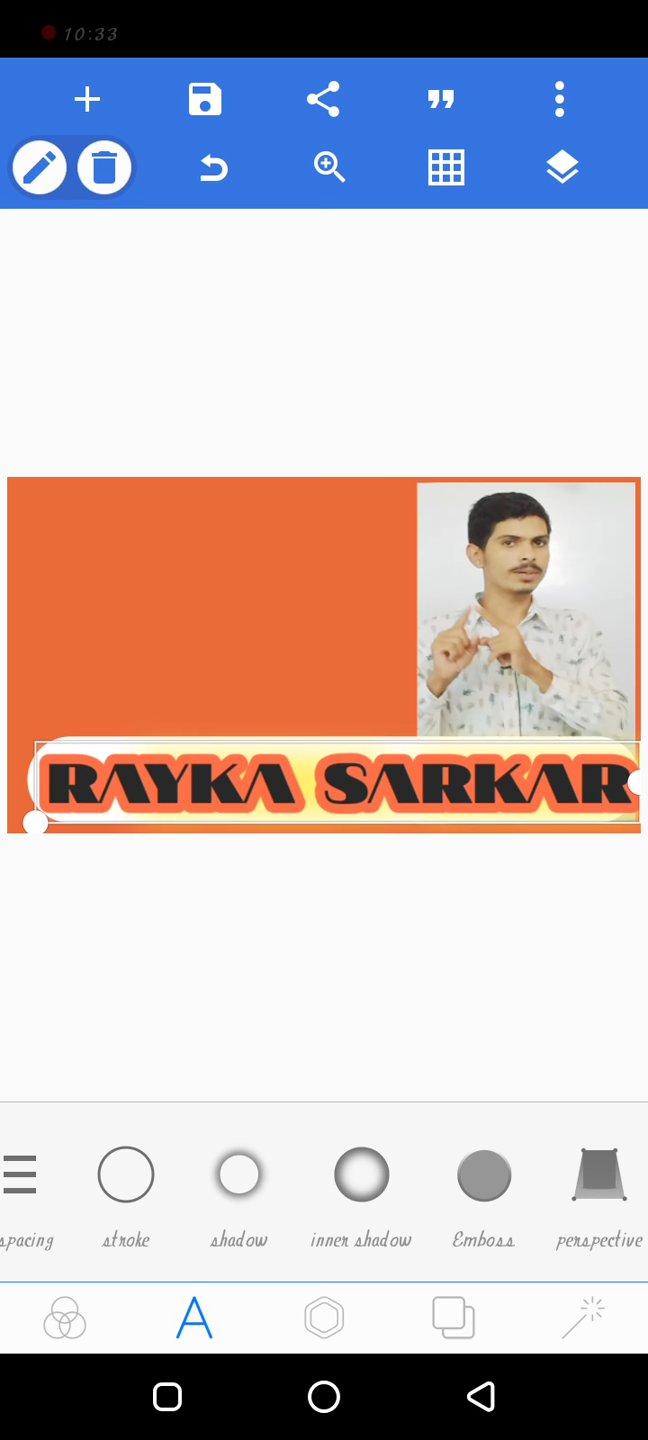 10:33
RAYKA SARKAR
spacing
stroke
shadow
inner shadow
Emboss
perspective